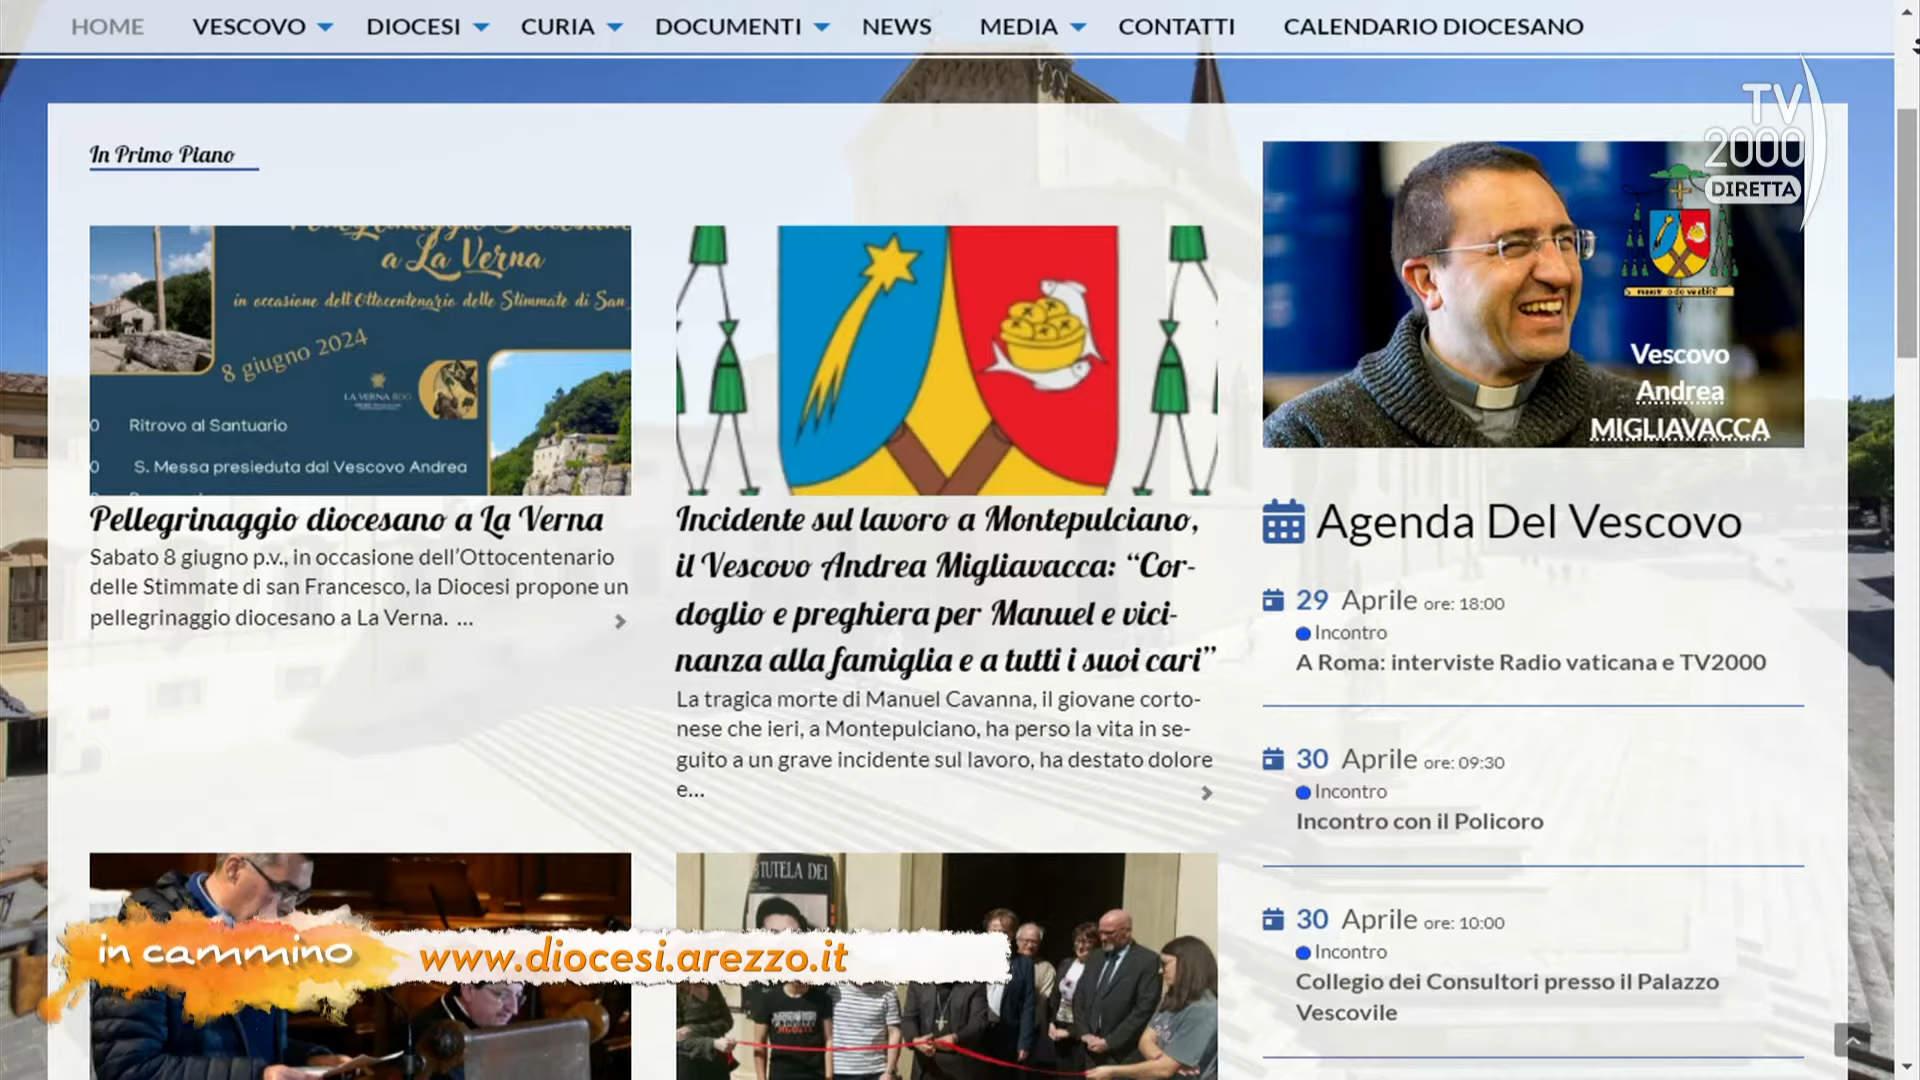 HOME VESCOVO DIOCESI CURIA DOCUMENTI NEWS MEDIA CONTATTI CALENDARIO DIOCESANO
TV
2000
DIRETTA
In Primo Piano
a La Verna
in occasione dell'Ottocentenario delle Stimmate di San
8 giugno 2024
LA VERNA 800
0 Ritrovo al Santuario
0 S. Messa presieduta dal Vescovo Andrea
Pellegrinaggio diocesano a La Verna
Sabato 8 giugno p.v., in occasione dell'Ottocentenario
delle Stimmate di san Francesco, la Diocesi propone un
pellegrinaggio diocesano a La Verna. ...
Incidente sul lavoro a Montepulciano,
il Vescovo Andrea Migliavacca: “Cor-
doglio e preghiera per Manuel e vici-
nanza alla famiglia e a tutti i suoi cari”
La tragica morte di Manuel Cavanna, il giovane corto-
nese che ieri, a Montepulciano, ha perso la vita in se-
guito a un grave incidente sul lavoro, ha destato dolore
e...
Vescovo
Andrea
MIGLIAVACCA
Agenda Del Vescovo
29 Aprile ore: 18:00
Incontro
A Roma: interviste Radio vaticana e TV2000
30 Aprile ore: 09:30
Incontro
Incontro con il Policoro
30 Aprile ore: 10:00
Incontro
Collegio dei Consultori presso il Palazzo
Vescovile
TUTELA DEI
in cammino
www.diocesi.arezzo.it